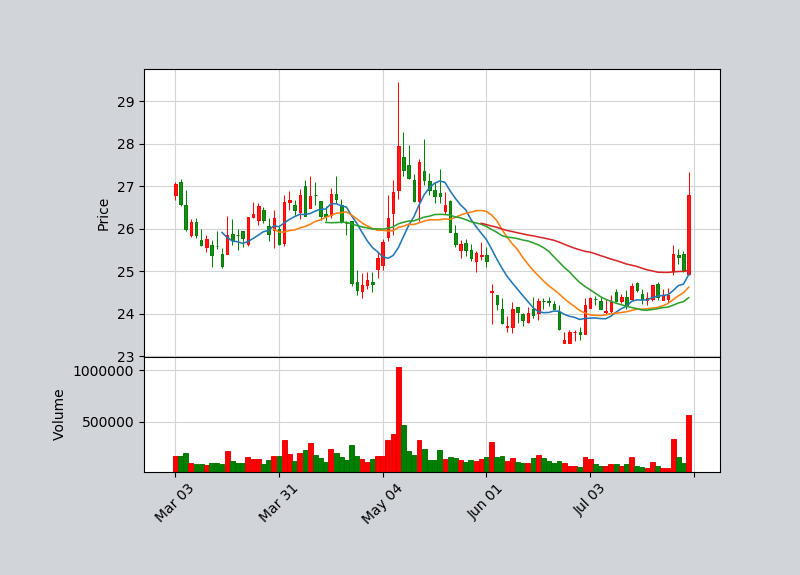 Price
29
28
27
26
25
24
23
Volume
1000000
500000
Mar 03
Mar 31
May 04
Jun 01
Jul 03